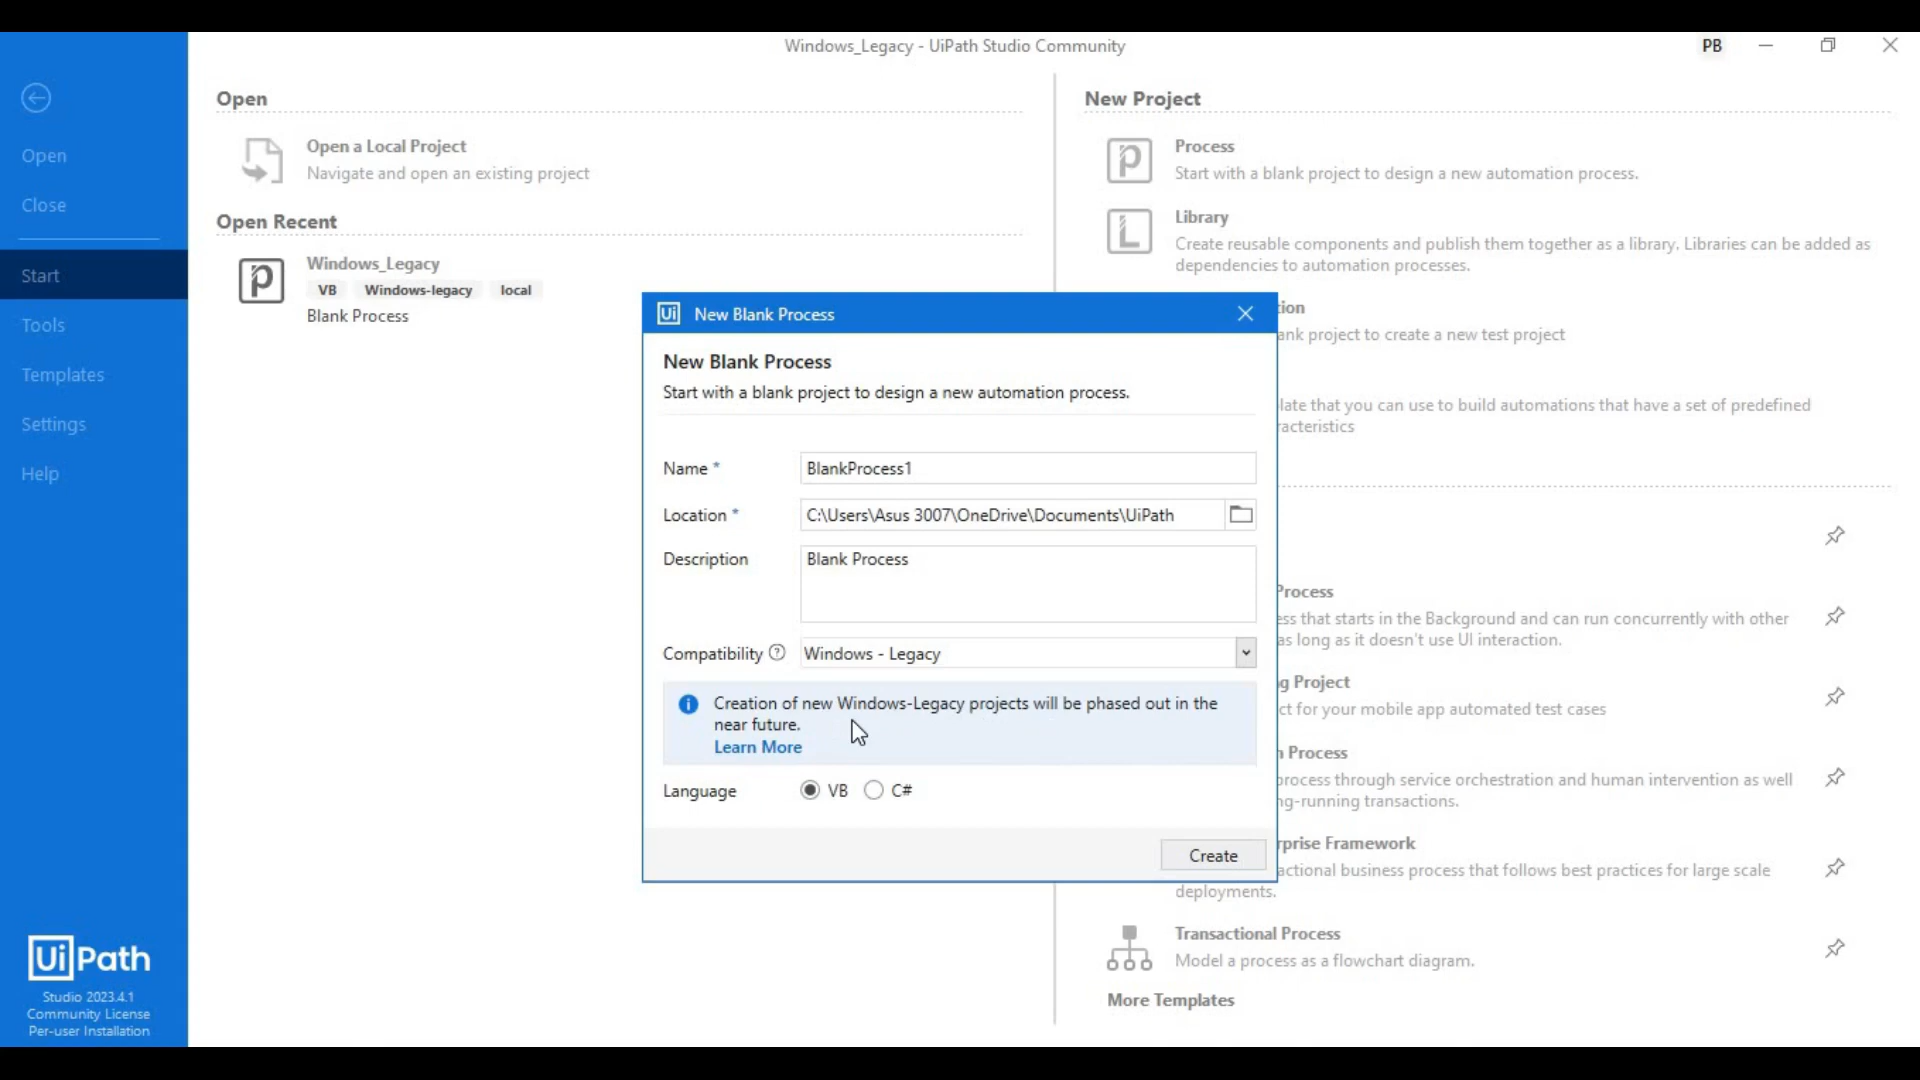 Windows_Legacy - UiPath Studio Community
PB
Open
Close
Start
Tools
Templates
Settings
Help
UiPath
Studio 2023.4.1
Community License
Per-user Installation
Open
Open a Local Project
Navigate and open an existing project
Open Recent
Windows_Legacy
VB Windows-legacy local
Blank Process
New Project
Process
Start with a blank project to design a new automation process.
Library
Create reusable components and publish them together as a library. Libraries can be added as
dependencies to automation processes.
tion
ank project to create a new test project
late that you can use to build automations that have a set of predefined
racteristics
Process
ess that starts in the Background and can run concurrently with other
as long as it doesn't use UI interaction.
g Project
ct for your mobile app automated test cases
n Process
process through service orchestration and human intervention as well
ng-running transactions.
rprise Framework
actional business process that follows best practices for large scale
deployments.
Transactional Process
Model a process as a flowchart diagram.
More Templates
Ui New Blank Process
New Blank Process
Start with a blank project to design a new automation process.
Name * BlankProcess1
Location * C:\Users\Asus 3007\OneDrive\Documents\UiPath
Description Blank Process
Compatibility ? Windows - Legacy
Creation of new Windows-Legacy projects will be phased out in the
near future.
Learn More
Language VB C#
Create